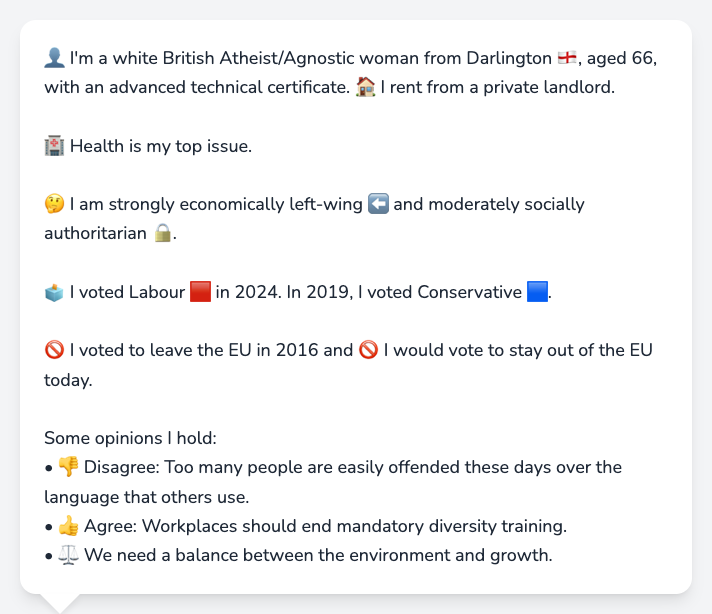 👤 I'm a white British Atheist/Agnostic woman from Darlington 🏴󠁧󠁢󠁥󠁮󠁧󠁿, aged 66,
with an advanced technical certificate. 🏠 I rent from a private landlord.
🏥 Health is my top issue.
🤔 I am strongly economically left-wing ⬅️ and moderately socially
authoritarian 🔒.
🗳️ I voted Labour 🟥 in 2024. In 2019, I voted Conservative 🟦.
🚫 I voted to leave the EU in 2016 and 🚫 I would vote to stay out of the EU
today.
Some opinions I hold:
• 👎 Disagree: Too many people are easily offended these days over the
language that others use.
• 👍 Agree: Workplaces should end mandatory diversity training.
• ⚖️ We need a balance between the environment and growth.